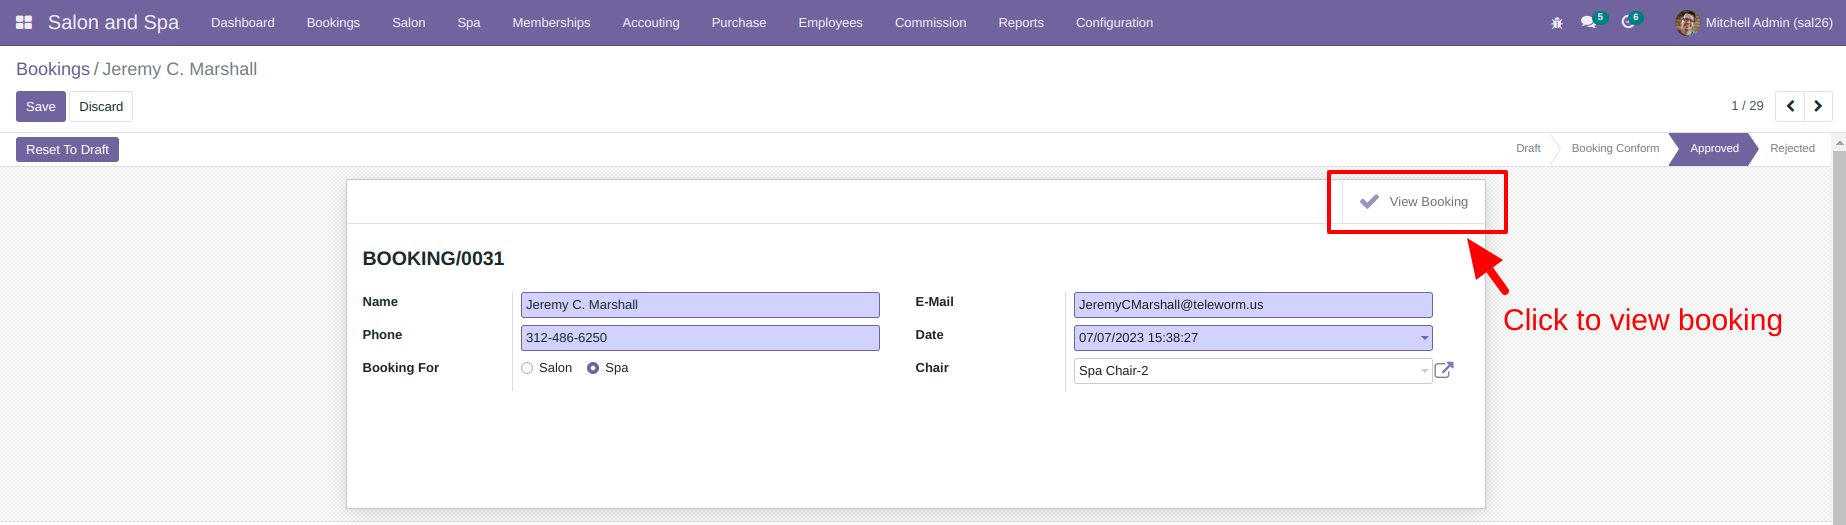 Salon and Spa Dashboard Bookings Salon Spa Memberships Accouting Purchase Employees Commission Reports Configuration 5 6 Mitchell Admin (sal26)
Bookings / Jeremy C. Marshall
Save Discard 1 / 29
Reset To Draft Draft Booking Conform Approved Rejected
View Booking
BOOKING/0031
Name Jeremy C. Marshall E-Mail JeremyCMarshall@teleworm.us
Click to view booking
Phone 312-486-6250 Date 07/07/2023 15:38:27
Booking For Salon Spa Chair Spa Chair-2